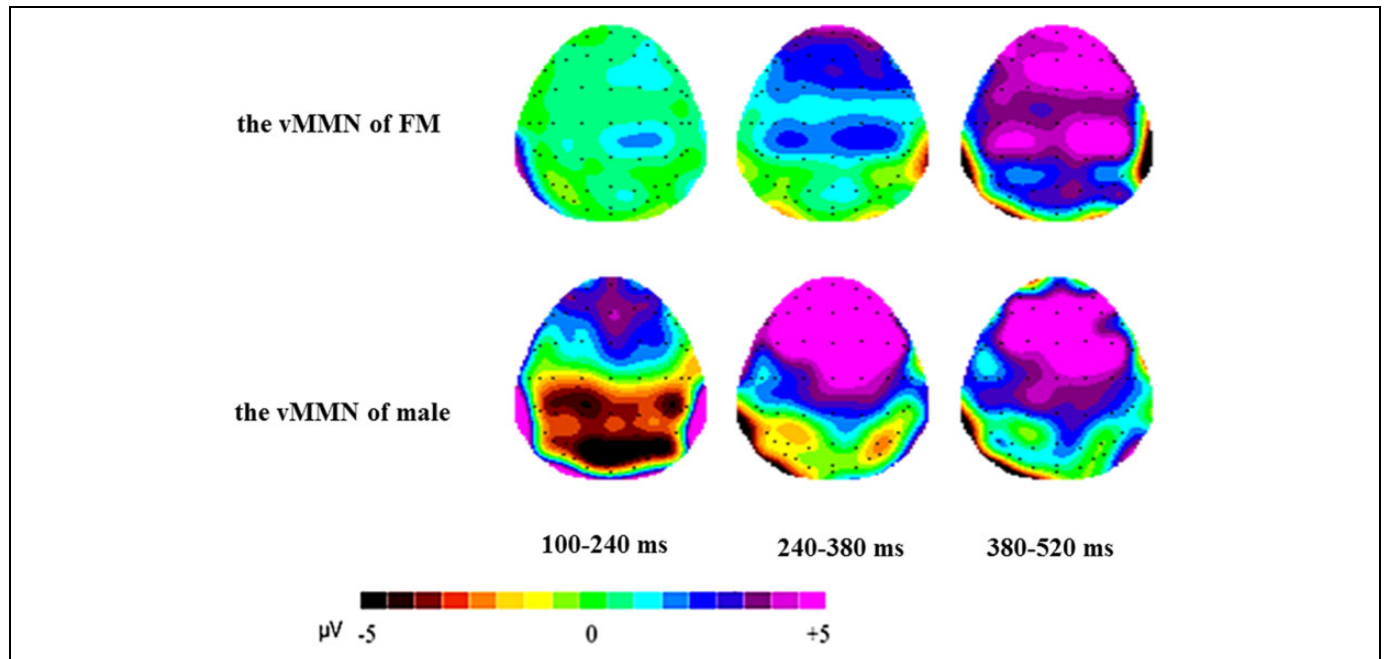 the vMMN of FM
the vMMN of male
100-240 ms 240-380 ms 380-520 ms
μV -5 0 +5